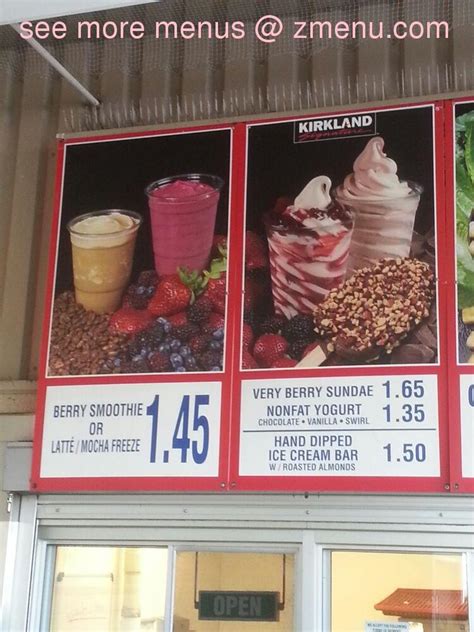 see more menus @ zmenu.com
KIRKLAND
Signature
BERRY SMOOTHIE
OR
LATTÉ / MOCHA FREEZE
1.45
VERY BERRY SUNDAE 1.65
NONFAT YOGURT 1.35
CHOCOLATE • VANILLA • SWIRL
HAND DIPPED
ICE CREAM BAR 1.50
W / ROASTED ALMONDS
OPEN